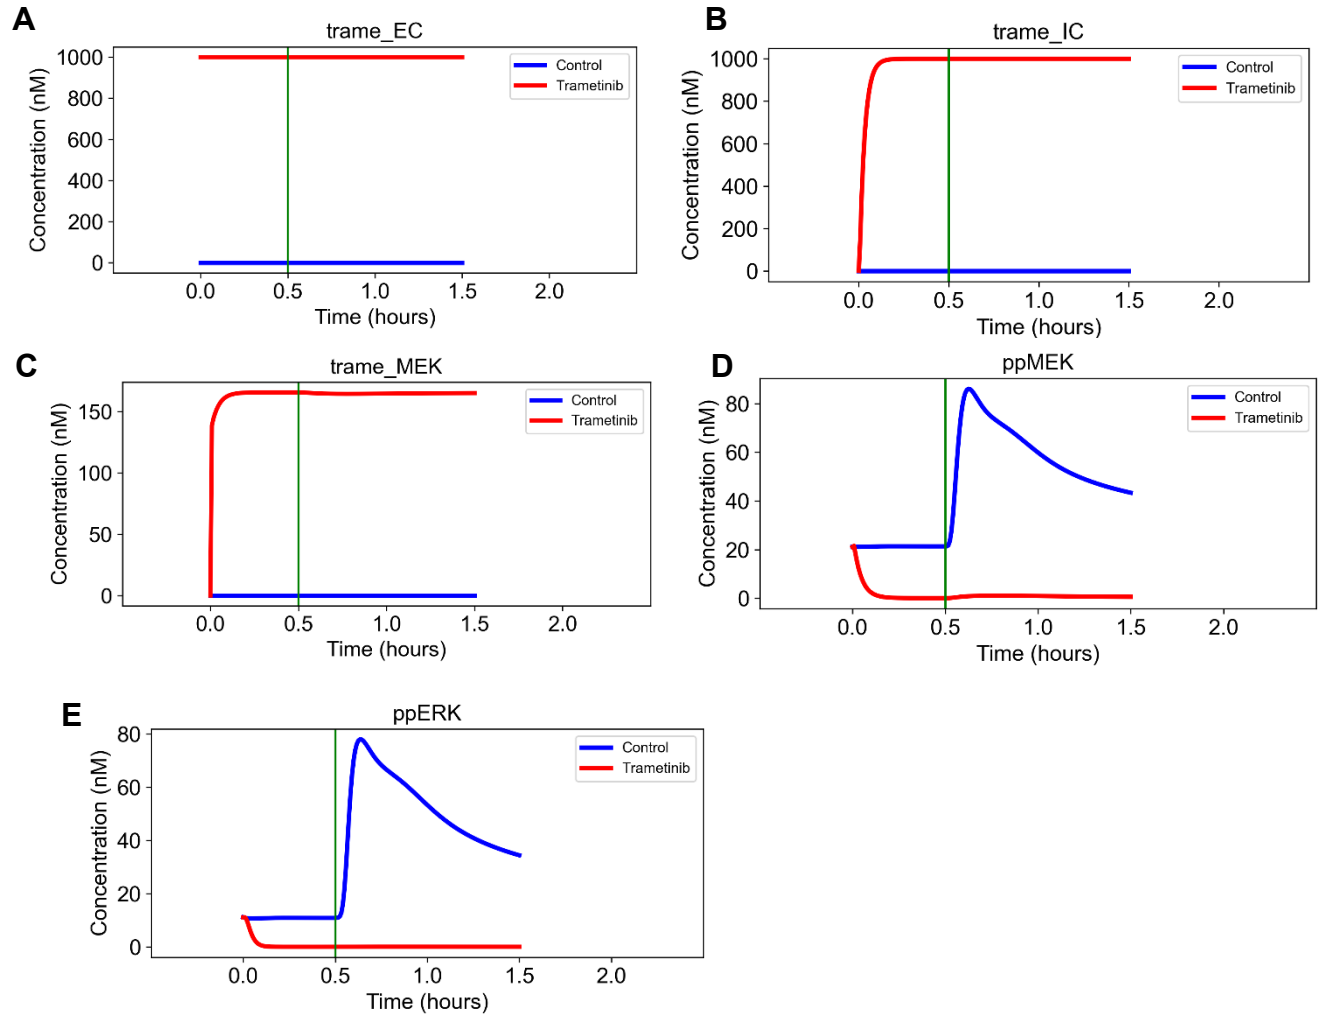 A
trame_EC
Concentration (nM)
1000
800
600
400
200
0
Control
Trametinib
0.0 0.5 1.0 1.5 2.0
Time (hours)
B
trame_IC
Concentration (nM)
1000
800
600
400
200
0
Control
Trametinib
0.0 0.5 1.0 1.5 2.0
Time (hours)
C
trame_MEK
Concentration (nM)
150
100
50
0
Control
Trametinib
0.0 0.5 1.0 1.5 2.0
Time (hours)
D
ppMEK
Concentration (nM)
80
60
40
20
0
Control
Trametinib
0.0 0.5 1.0 1.5 2.0
Time (hours)
E
ppERK
Concentration (nM)
80
60
40
20
0
Control
Trametinib
0.0 0.5 1.0 1.5 2.0
Time (hours)